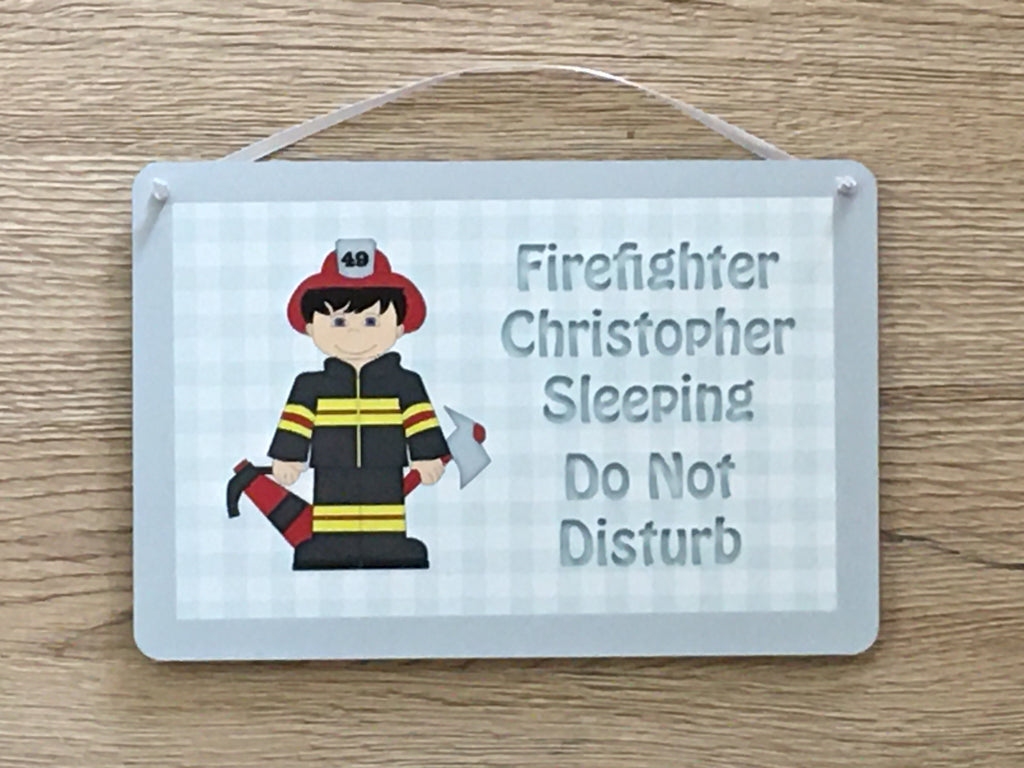 49
Firefighter
Christopher
Sleeping
Do Not
Disturb